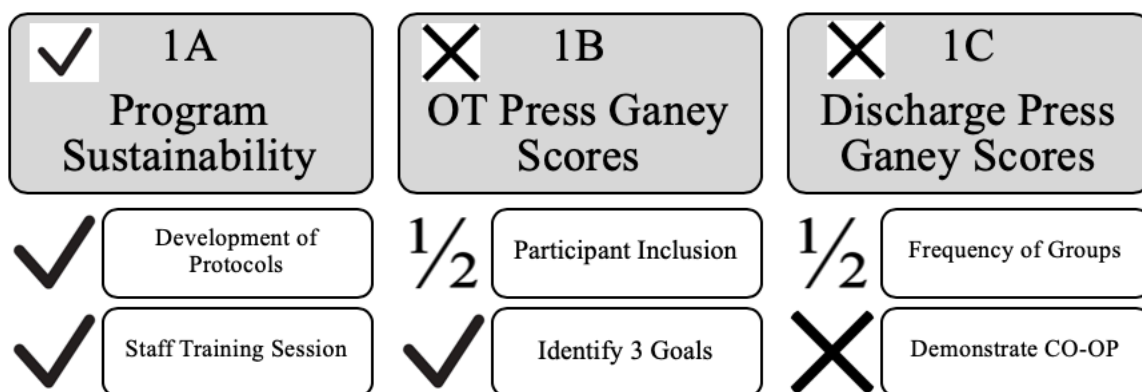 1A
Program
Sustainability
1B
OT Press Ganey
Scores
1C
Discharge Press
Ganey Scores
Development of
Protocols
½
Participant Inclusion
½
Frequency of Groups
Staff Training Session
Identify 3 Goals
Demonstrate CO-OP